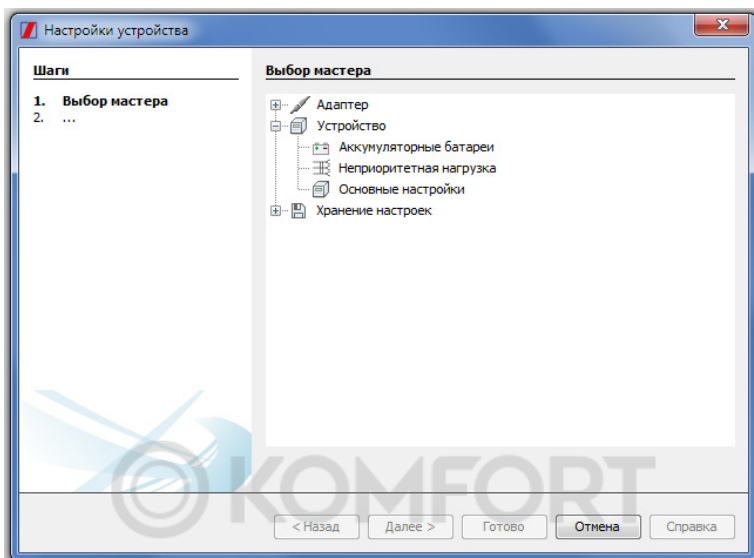 Настройки устройства
Шаги
1. Выбор мастера
2. ...
Выбор мастера
Адаптер
Устройство
Аккумуляторные батареи
Неприоритетная нагрузка
Основные настройки
Хранение настроек
© KOMFORT
< Назад
Далее >
Готово
Отмена
Справка